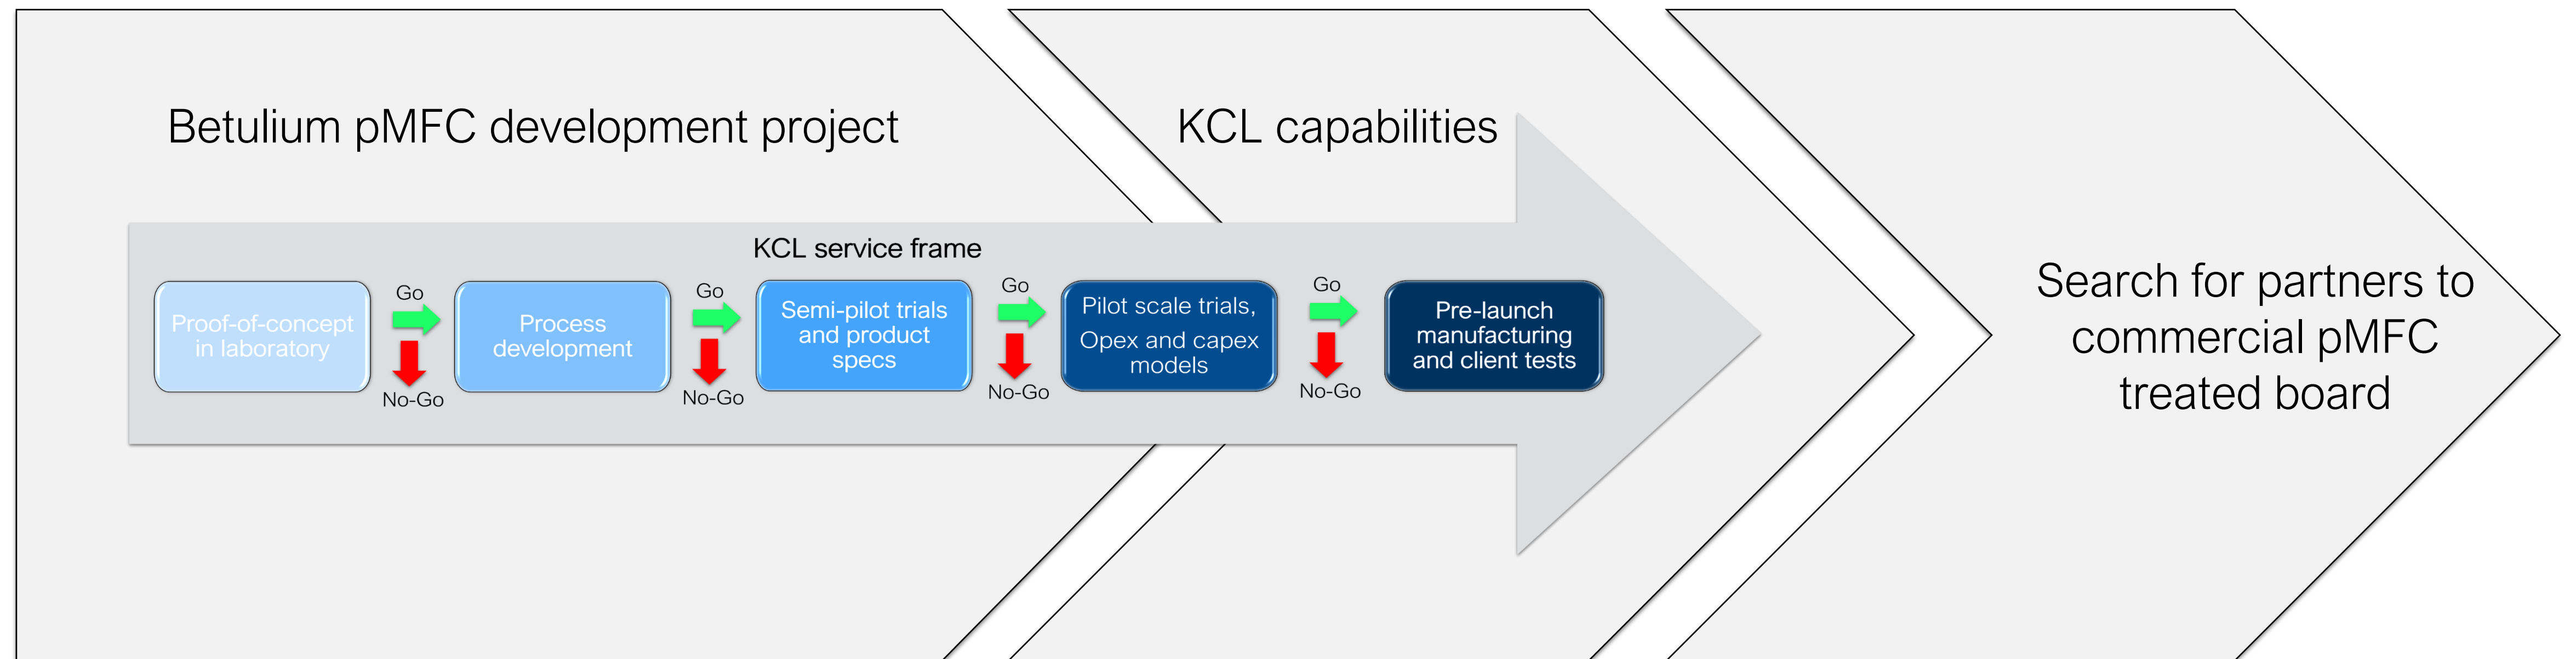 Betulium pMFC development project
KCL capabilities
KCL service frame
Proof-of-concept
in laboratory
Go
No-Go
Process
development
Go
No-Go
Semi-pilot trials
and product
specs
Go
No-Go
Pilot scale trials,
Opex and capex
models
Go
No-Go
Pre-launch
manufacturing
and client tests
Search for partners to
commercial pMFC
treated board